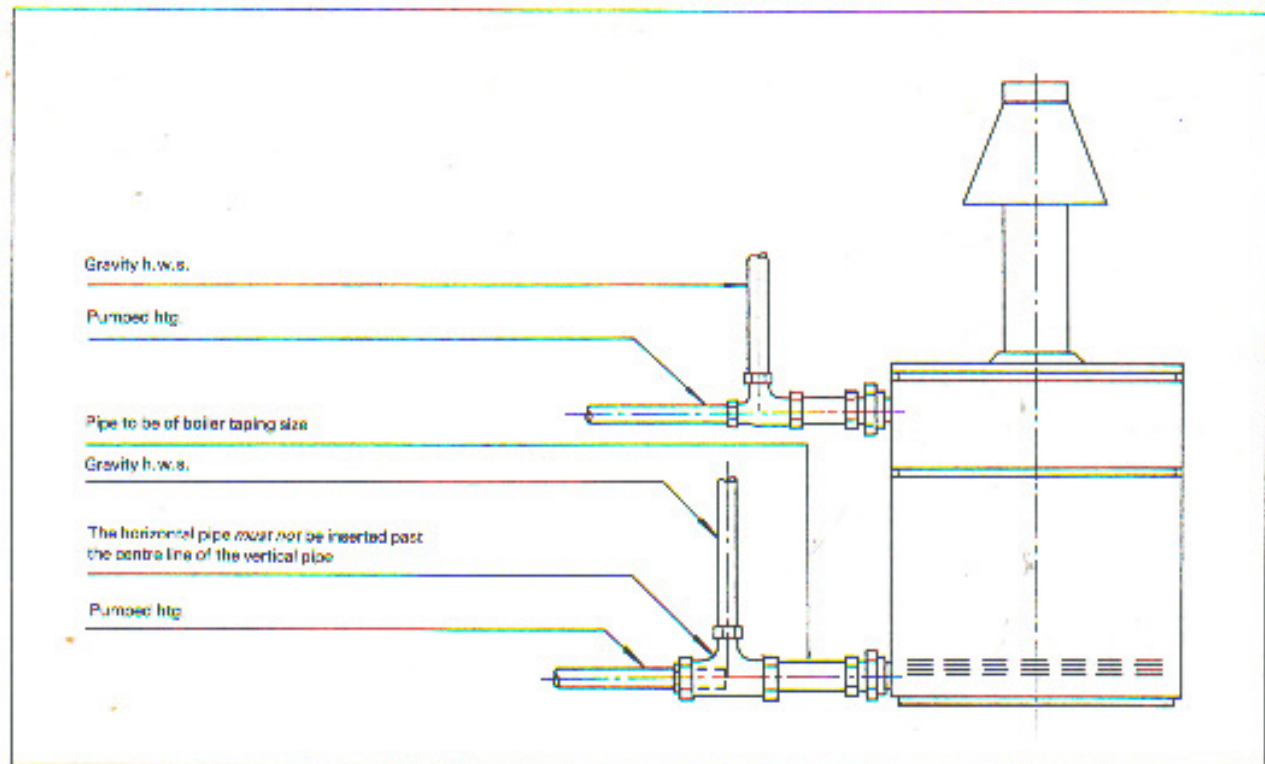 Gravity h.w.s.
Pumped htg.
Pipe to be of boiler taping size
Gravity h.w.s.
The horizontal pipe must not be inserted past
the centre line of the vertical pipe
Pumped htg.